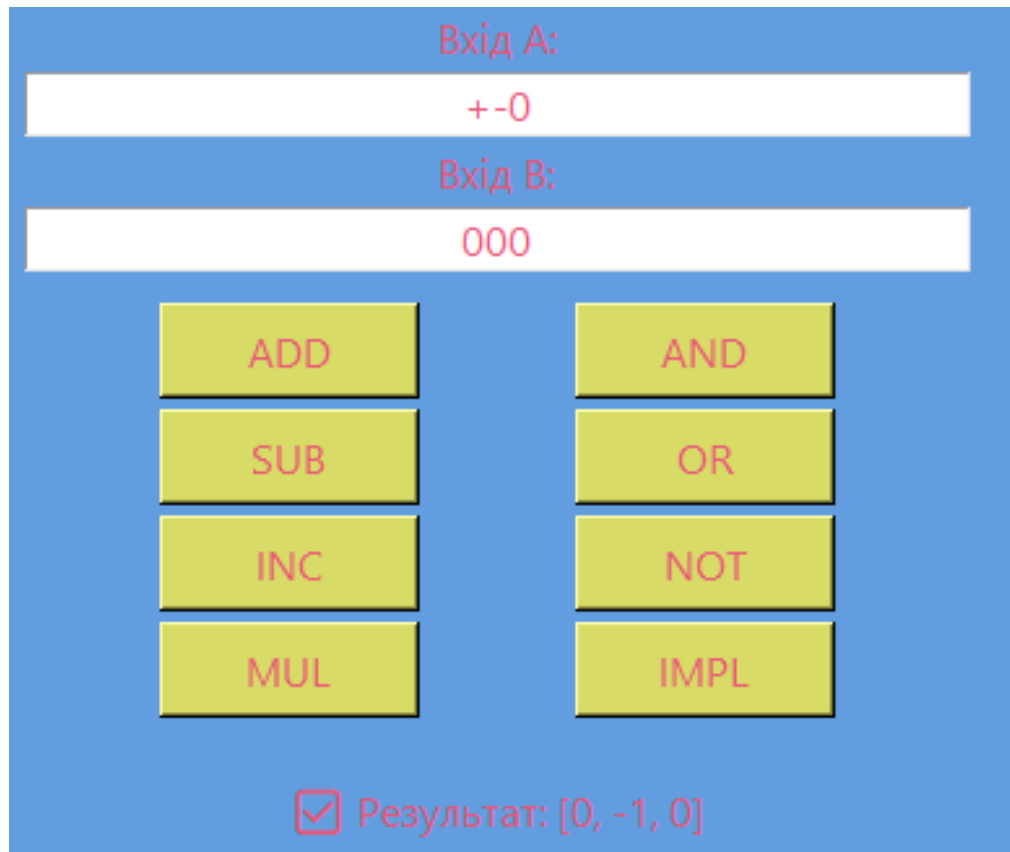 Вхід A:
+-0
Вхід B:
000
ADD AND
SUB OR
INC NOT
MUL IMPL
Результат: [0, -1, 0]